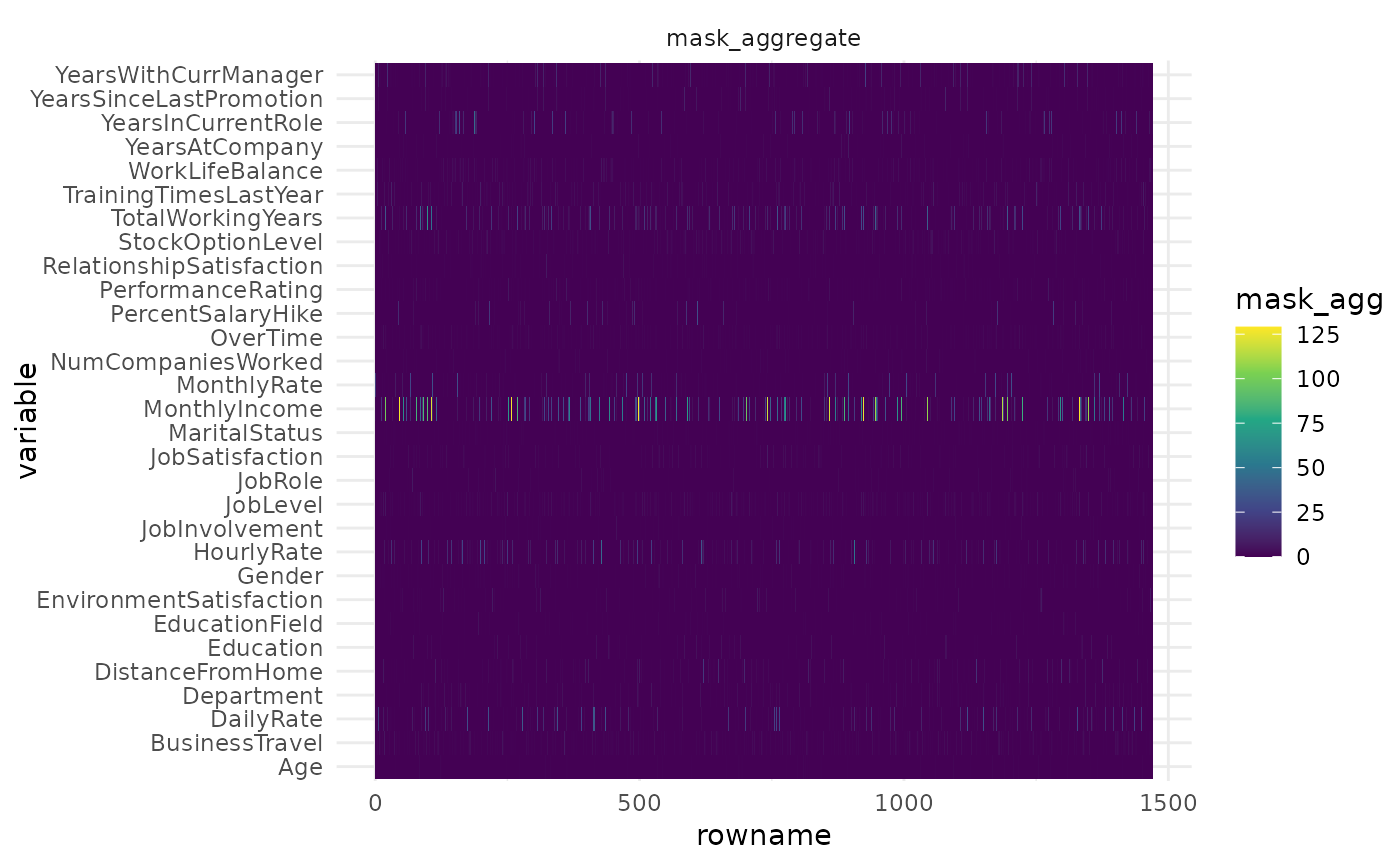 mask_aggregate
YearsWithCurrManager
YearsSinceLastPromotion
YearsInCurrentRole
YearsAtCompany
WorkLifeBalance
TrainingTimesLastYear
TotalWorkingYears
StockOptionLevel
RelationshipSatisfaction
PerformanceRating
PercentSalaryHike
OverTime
NumCompaniesWorked
MonthlyRate
MonthlyIncome
MaritalStatus
JobSatisfaction
JobRole
JobLevel
JobInvolvement
HourlyRate
Gender
EnvironmentSatisfaction
EducationField
Education
DistanceFromHome
Department
DailyRate
BusinessTravel
Age
variable
0 500 1000 1500
rowname
mask_agg
125
100
75
50
25
0